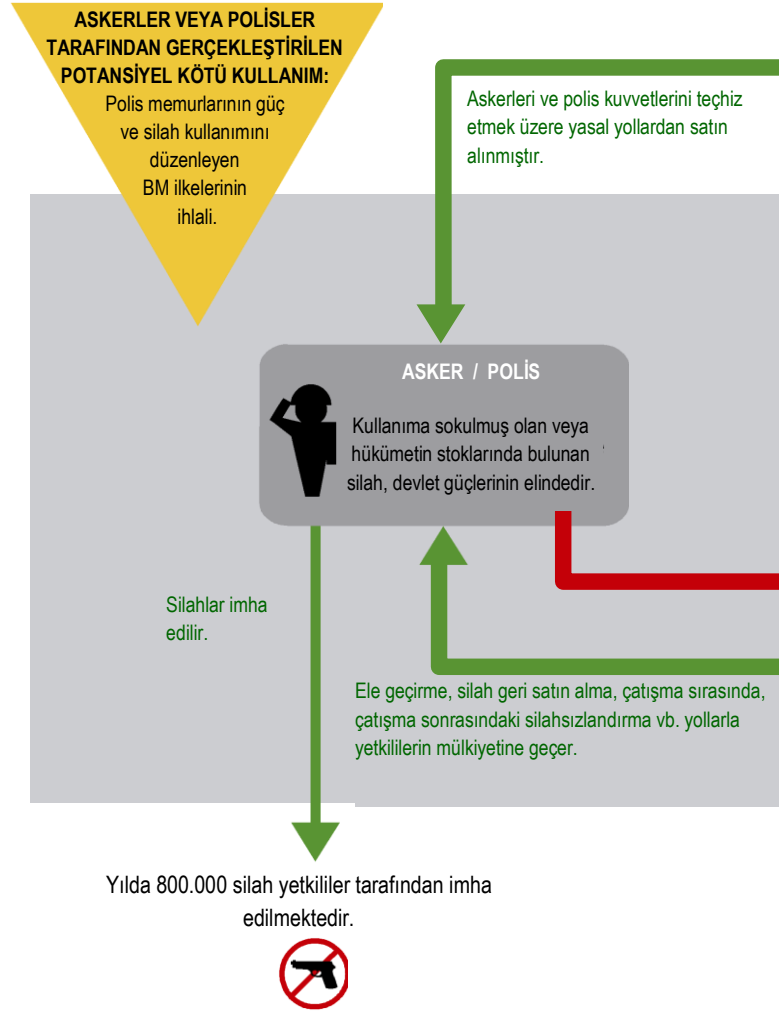 ASKERLER VEYA POLİSLER
TARAFINDAN GERÇEKLEŞTİRİLEN
POTANSİYEL KÖTÜ KULLANIM:
Polis memurlarının güç
ve silah kullanımını
düzenleyen
BM ilkelerinin
ihlali.
Askerleri ve polis kuvvetlerini teçhiz
etmek üzere yasal yollardan satın
alınmıştır.
ASKER / POLİS
Kullanıma sokulmuş olan veya
hükümetin stoklarında bulunan
silah, devlet güçlerinin elindedir.
Silahlar imha
edilir.
Ele geçirme, silah geri satın alma, çatışma sırasında,
çatışma sonrasındaki silahsızlandırma vb. yollarla
yetkililerin mülkiyetine geçer.
Yılda 800.000 silah yetkililer tarafından imha
edilmektedir.